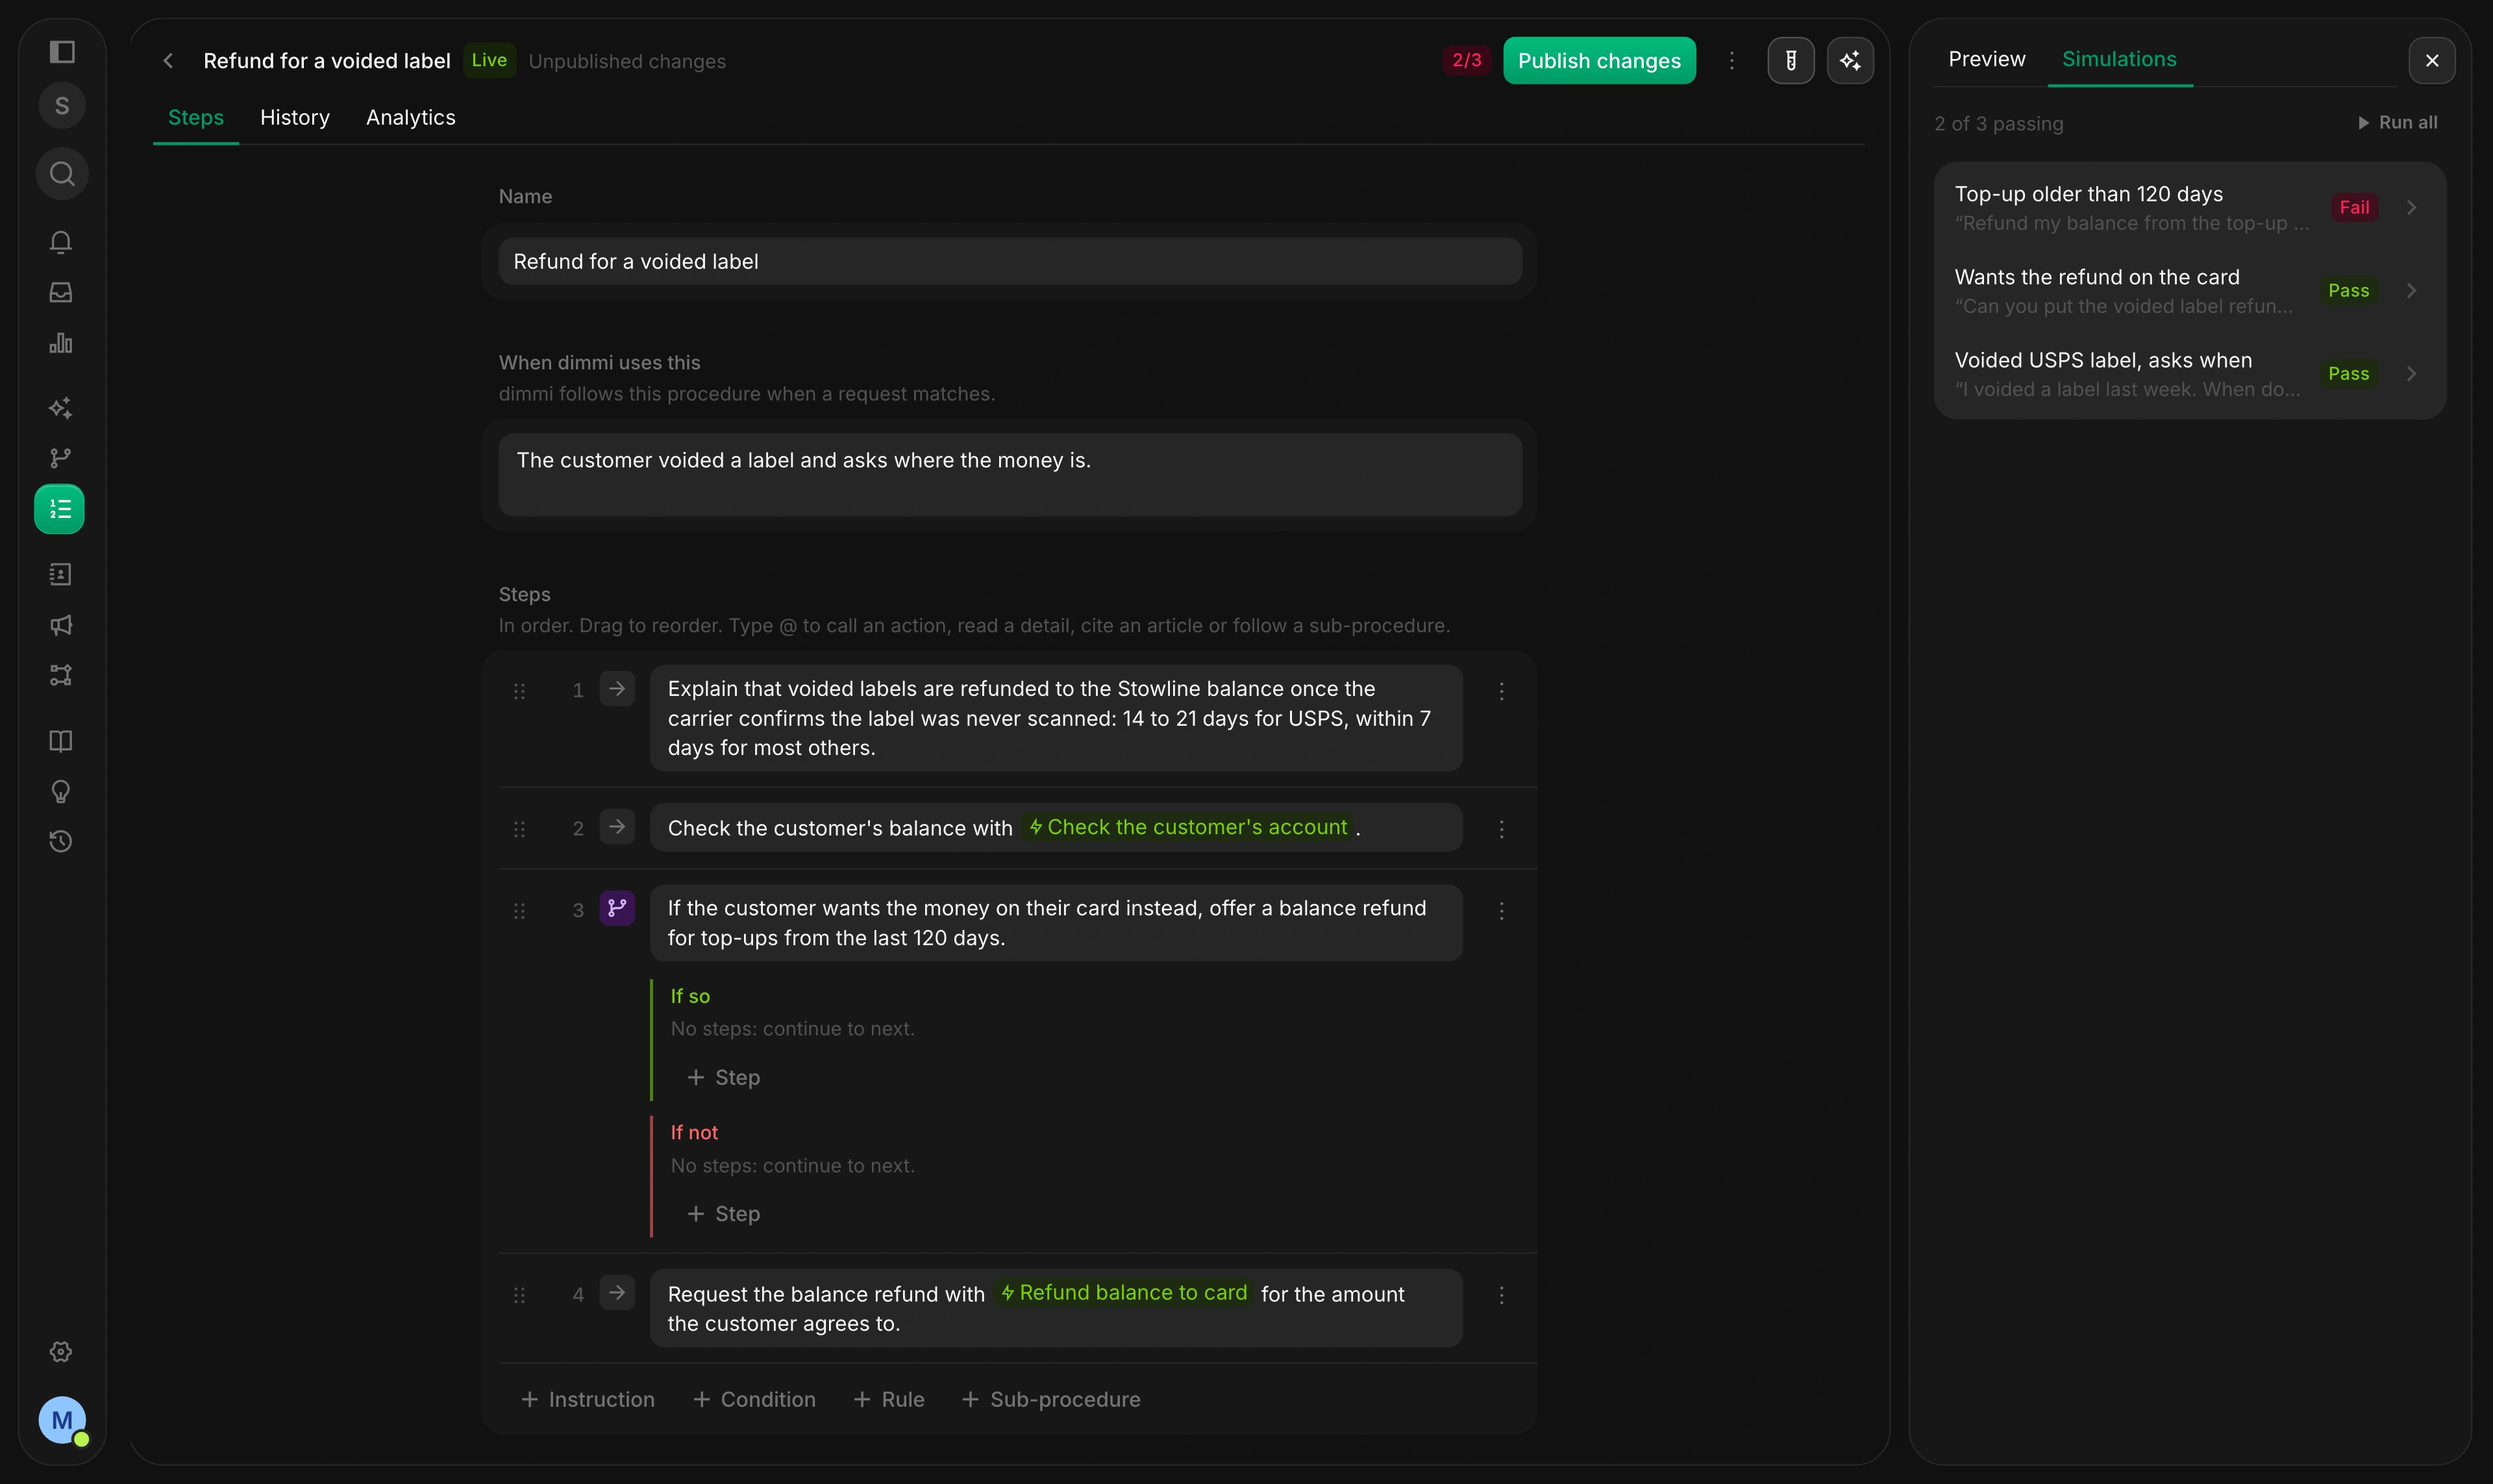 S
M
Refund for a voided label Live Unpublished changes
2/3 Publish changes
Steps History Analytics
Name
Refund for a voided label
When dimmi uses this
dimmi follows this procedure when a request matches.
The customer voided a label and asks where the money is.
Steps
In order. Drag to reorder. Type @ to call an action, read a detail, cite an article or follow a sub-procedure.
1 Explain that voided labels are refunded to the Stowline balance once the
carrier confirms the label was never scanned: 14 to 21 days for USPS, within 7
days for most others.
2 Check the customer's balance with Check the customer's account .
3 If the customer wants the money on their card instead, offer a balance refund
for top-ups from the last 120 days.
If so
No steps: continue to next.
+ Step
If not
No steps: continue to next.
+ Step
4 Request the balance refund with Refund balance to card for the amount
the customer agrees to.
+ Instruction + Condition + Rule + Sub-procedure
Preview Simulations
2 of 3 passing Run all
Top-up older than 120 days
“Refund my balance from the top-up ...
Fail
Wants the refund on the card
“Can you put the voided label refun...
Pass
Voided USPS label, asks when
“I voided a label last week. When do...
Pass